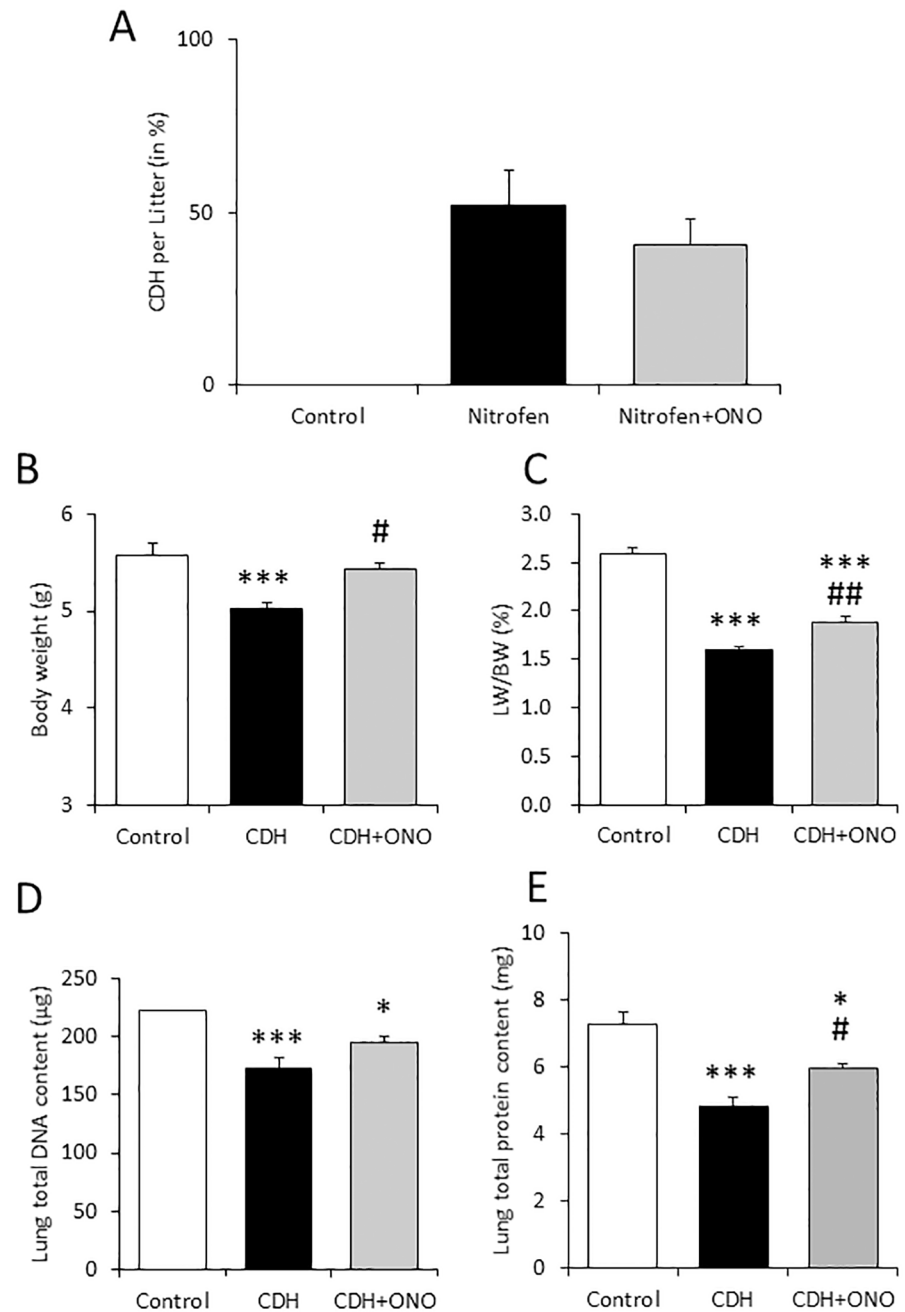 A
CDH per Litter (in %)
100
50
0
Control Nitrofen Nitrofen+ONO
B
Body weight (g)
6
5
4
3
***
#
Control CDH CDH+ONO
C
LW/BW (%)
3.0
2.5
2.0
1.5
1.0
0.5
0.0
***
***
##
Control CDH CDH+ONO
D
Lung total DNA content (µg)
250
200
150
100
50
0
***
*
Control CDH CDH+ONO
E
Lung total protein content (mg)
10
8
6
4
2
0
***
*
#
Control CDH CDH+ONO